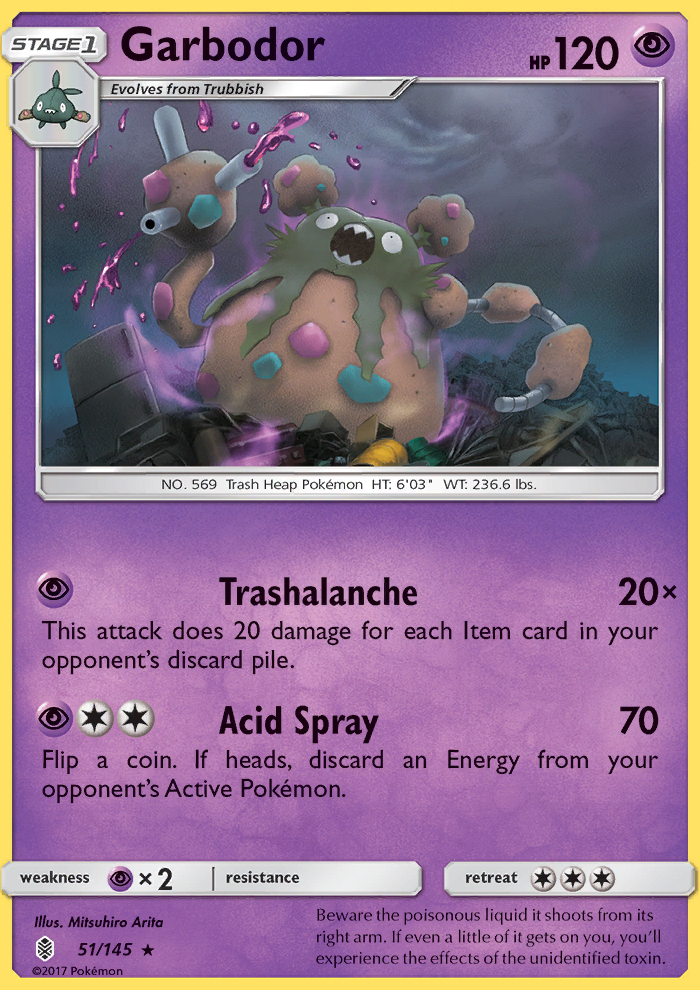 STAGE1
Garbodor
HP 120
Evolves from Trubbish
NO. 569 Trash Heap Pokémon HT: 6'03" WT: 236.6 lbs.
Trashalanche 20×
This attack does 20 damage for each Item card in your
opponent's discard pile.
Acid Spray 70
Flip a coin. If heads, discard an Energy from your
opponent's Active Pokémon.
weakness ×2 resistance retreat
Illus. Mitsuhiro Arita
51/145 ★
©2017 Pokémon
Beware the poisonous liquid it shoots from its
right arm. If even a little of it gets on you, you'll
experience the effects of the unidentified toxin.